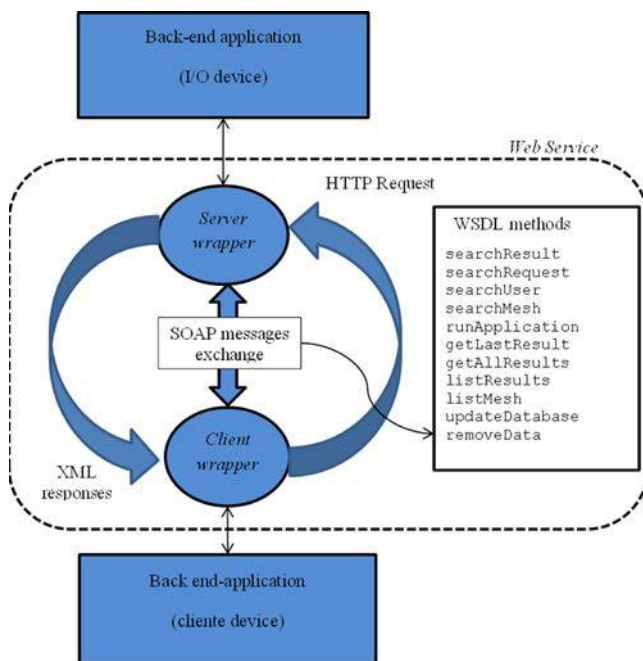 Back-end application
(I/O device)
Web Service
HTTP Request
Server
wrapper
WSDL methods
searchResult
searchRequest
searchUser
searchMesh
runApplication
getLastResult
getAllResults
listResults
listMesh
updateDatabase
removeData
SOAP messages
exchange
Client
wrapper
XML
responses
Back end-application
(cliente device)